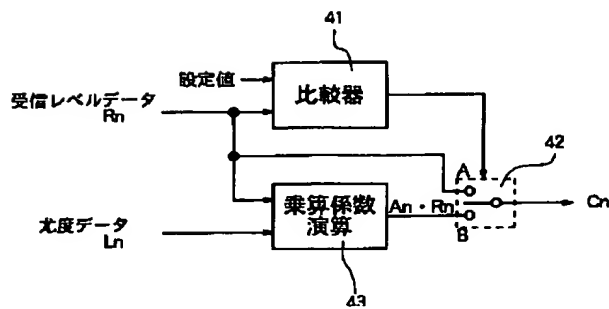 41
設定値
比較器
受信レベルデータ
Rn
42
A
Cn
乗算係数
演算
An・Rn
B
尤度データ
Ln
43